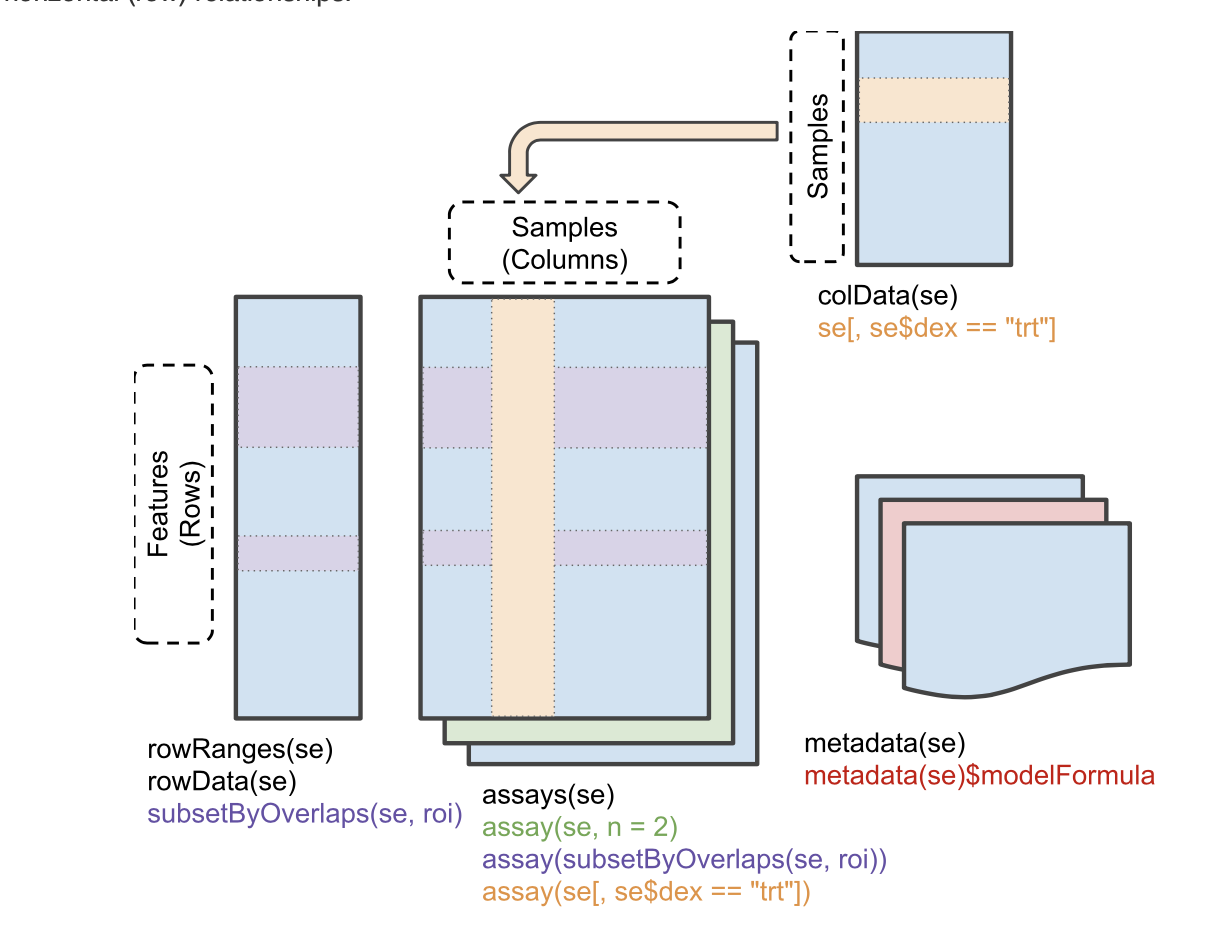 horizontal (row) relationships.
Samples
Samples
(Columns)
colData(se)
se[, se$dex == "trt"]
Features
(Rows)
rowRanges(se)
rowData(se)
subsetByOverlaps(se, roi)
assays(se)
assay(se, n = 2)
assay(subsetByOverlaps(se, roi))
assay(se[, se$dex == "trt"])
metadata(se)
metadata(se)$modelFormula